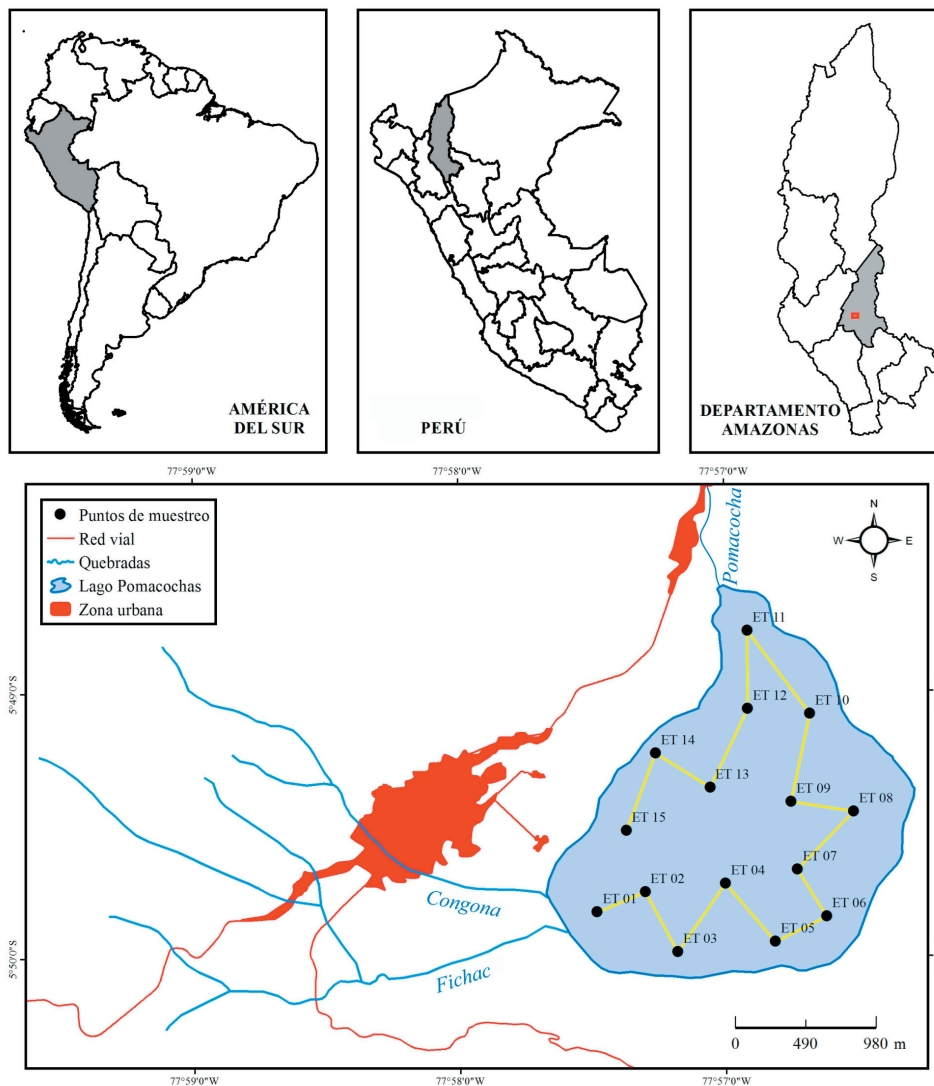 AMÉRICA
DEL SUR
PERÚ
DEPARTAMENTO
AMAZONAS
77°59'0"W
77°58'0"W
77°57'0"W
Puntos de muestreo
Red vial
Quebradas
Lago Pomacochas
Zona urbana
Pomacocha
N
W
E
S
ET 11
5°49'0"S
ET 12
ET 10
ET 14
ET 13
ET 09
ET 08
ET 15
ET 07
ET 04
ET 02
ET 01
ET 06
ET 05
ET 03
Congona
Fichac
5°50'0"S
0
490
980 m
77°59'0"W
77°58'0"W
77°57'0"W